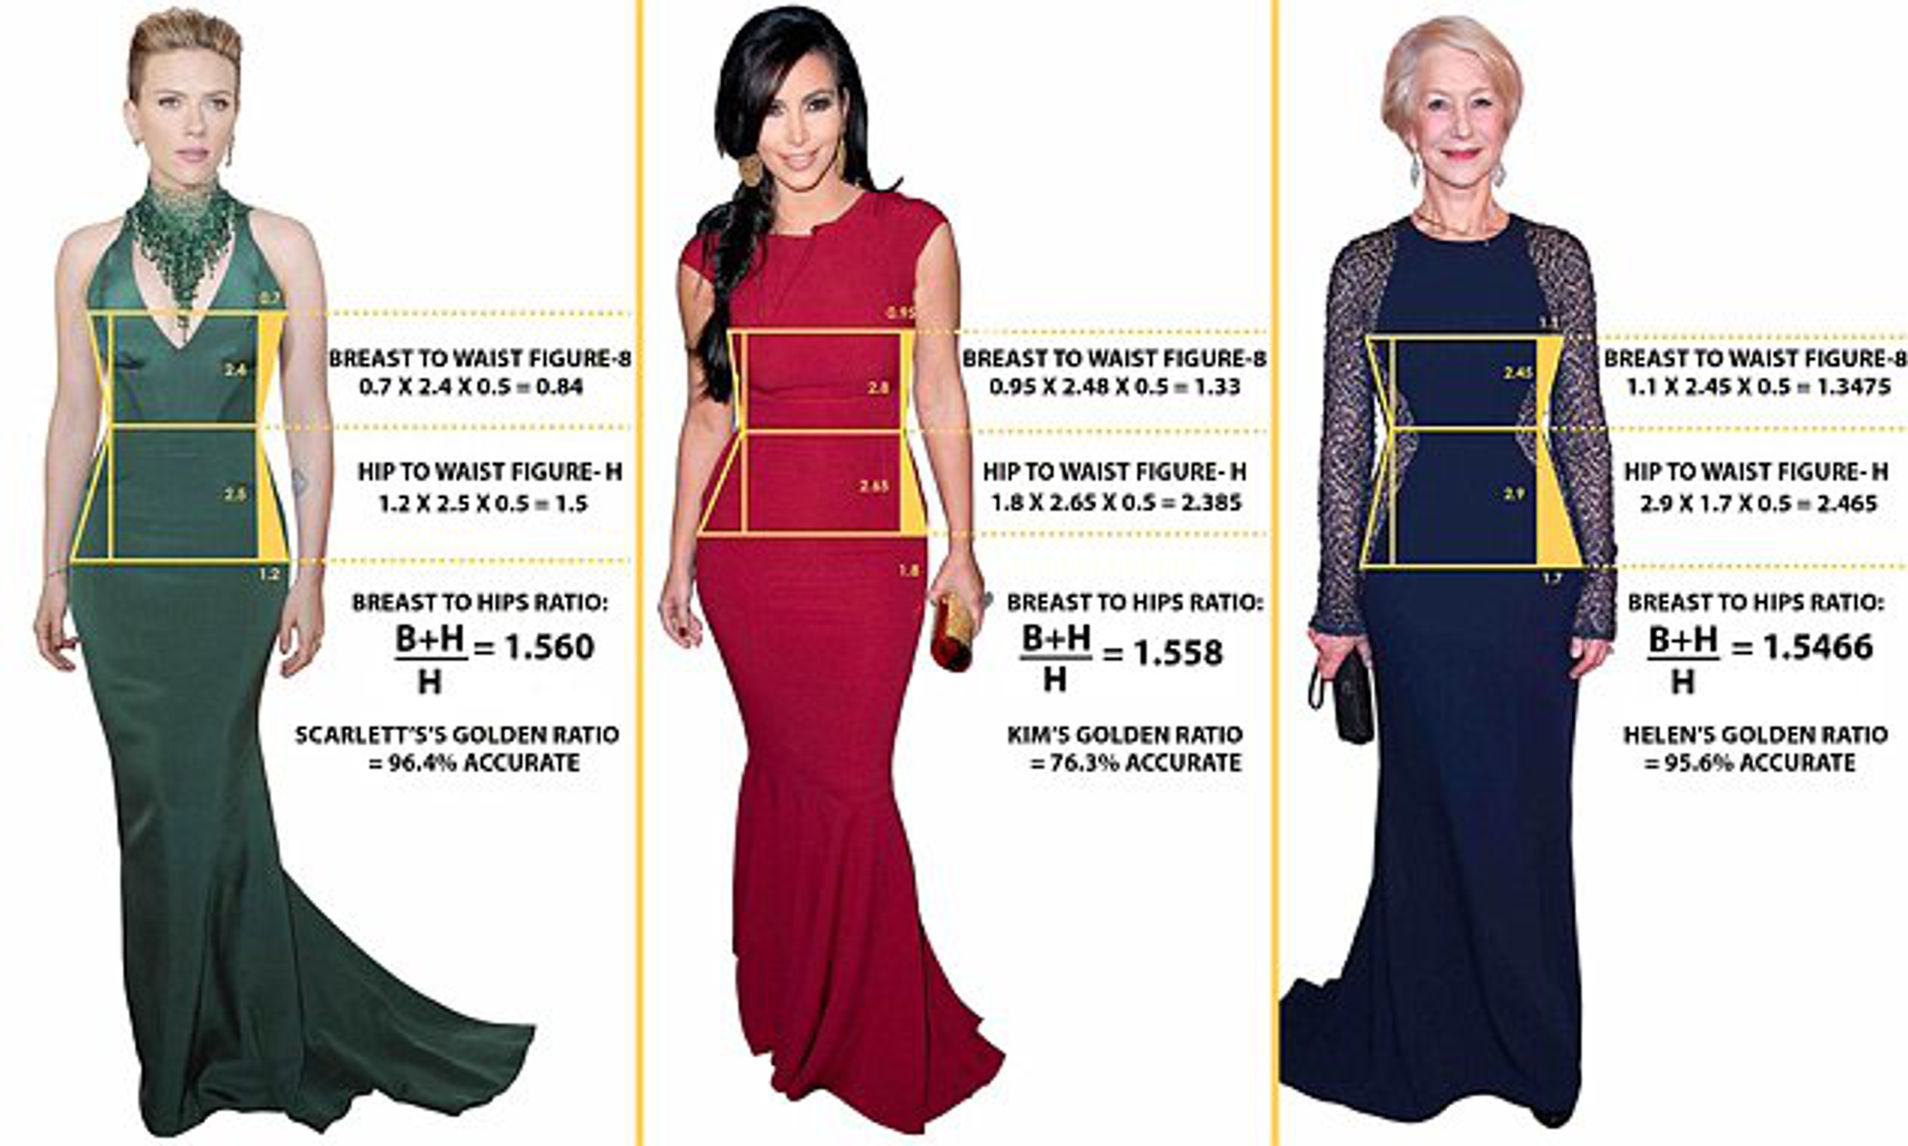 0.7
BREAST TO WAIST FIGURE-8
2.4
0.7 X 2.4 X 0.5 = 0.84
HIP TO WAIST FIGURE- H
2.5
1.2 X 2.5 X 0.5 = 1.5
1.2
BREAST TO HIPS RATIO:
B+H
= 1.560
H
SCARLETT'S'S GOLDEN RATIO
= 96.4% ACCURATE
0.95
BREAST TO WAIST FIGURE-8
2.8
0.95 X 2.48 X 0.5 = 1.33
HIP TO WAIST FIGURE- H
2.65
1.8 X 2.65 X 0.5 = 2.385
1.8
BREAST TO HIPS RATIO:
B+H
= 1.558
H
KIM'S GOLDEN RATIO
= 76.3% ACCURATE
1.1
BREAST TO WAIST FIGURE-8
2.45
1.1 X 2.45 X 0.5 = 1.3475
HIP TO WAIST FIGURE- H
2.9
2.9 X 1.7 X 0.5 = 2.465
1.7
BREAST TO HIPS RATIO:
B+H
= 1.5466
H
HELEN'S GOLDEN RATIO
= 95.6% ACCURATE